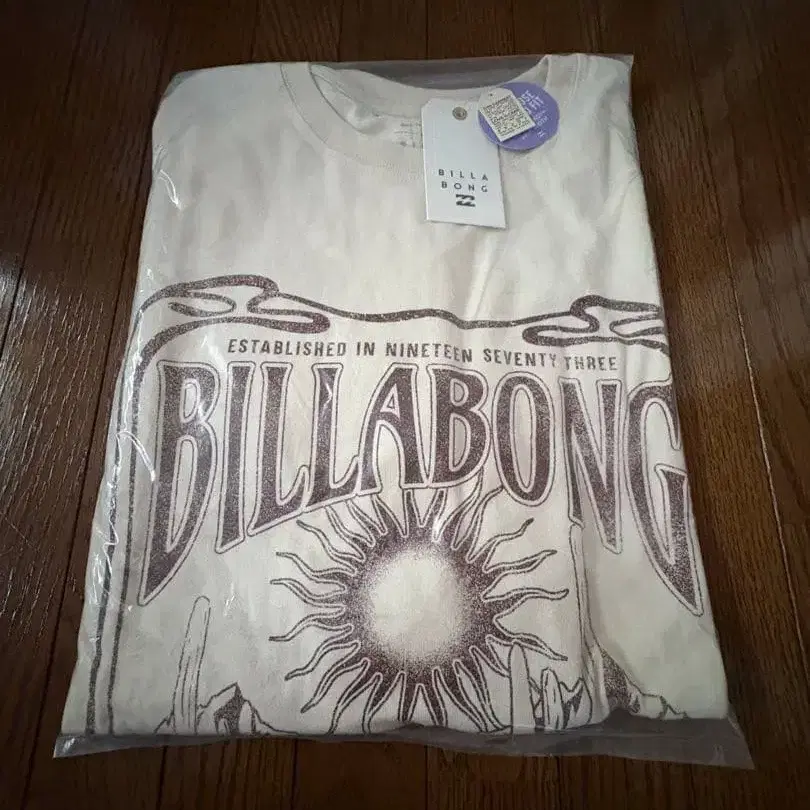 BILLA
BONG
ESTABLISHED IN NINETEEN SEVENTY THREE
BILLABONG